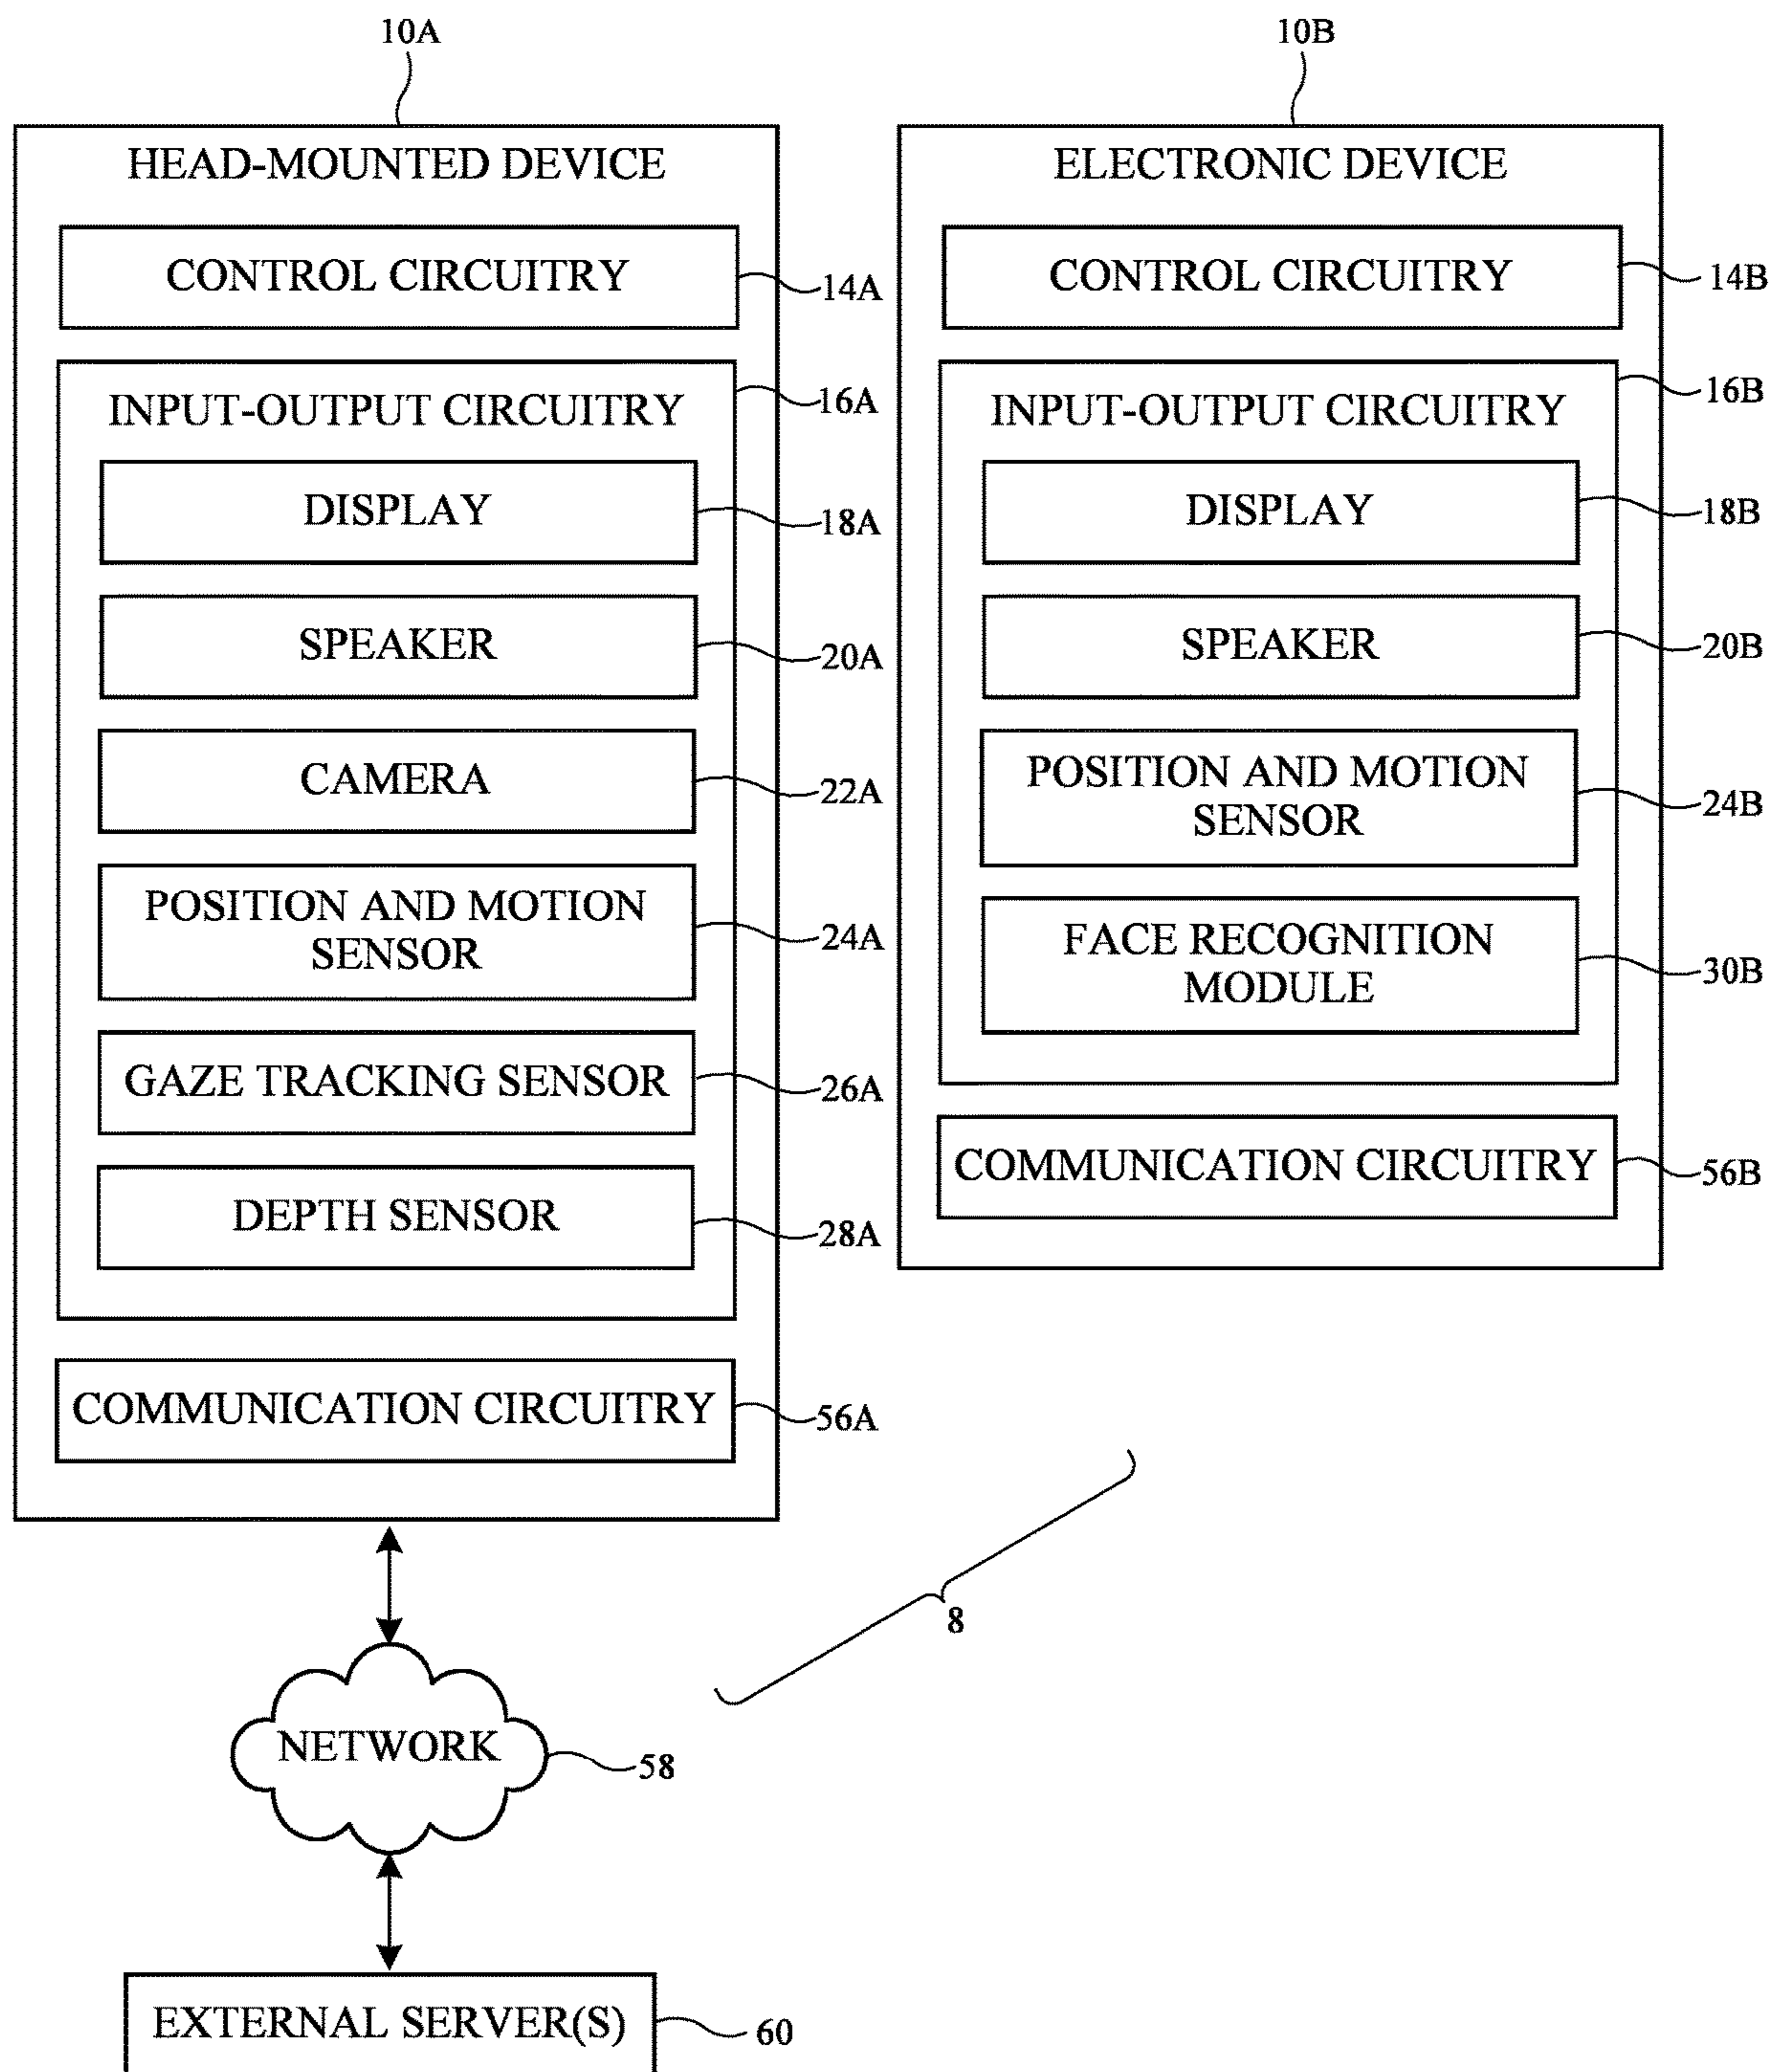 10A
HEAD-MOUNTED DEVICE
CONTROL CIRCUITRY
14A
INPUT-OUTPUT CIRCUITRY
16A
DISPLAY
18A
SPEAKER
20A
CAMERA
22A
POSITION AND MOTION
SENSOR
24A
GAZE TRACKING SENSOR
26A
DEPTH SENSOR
28A
COMMUNICATION CIRCUITRY
56A
10B
ELECTRONIC DEVICE
CONTROL CIRCUITRY
14B
INPUT-OUTPUT CIRCUITRY
16B
DISPLAY
18B
SPEAKER
20B
POSITION AND MOTION
SENSOR
24B
FACE RECOGNITION
MODULE
30B
COMMUNICATION CIRCUITRY
56B
8
NETWORK
58
EXTERNAL SERVER(S)
60